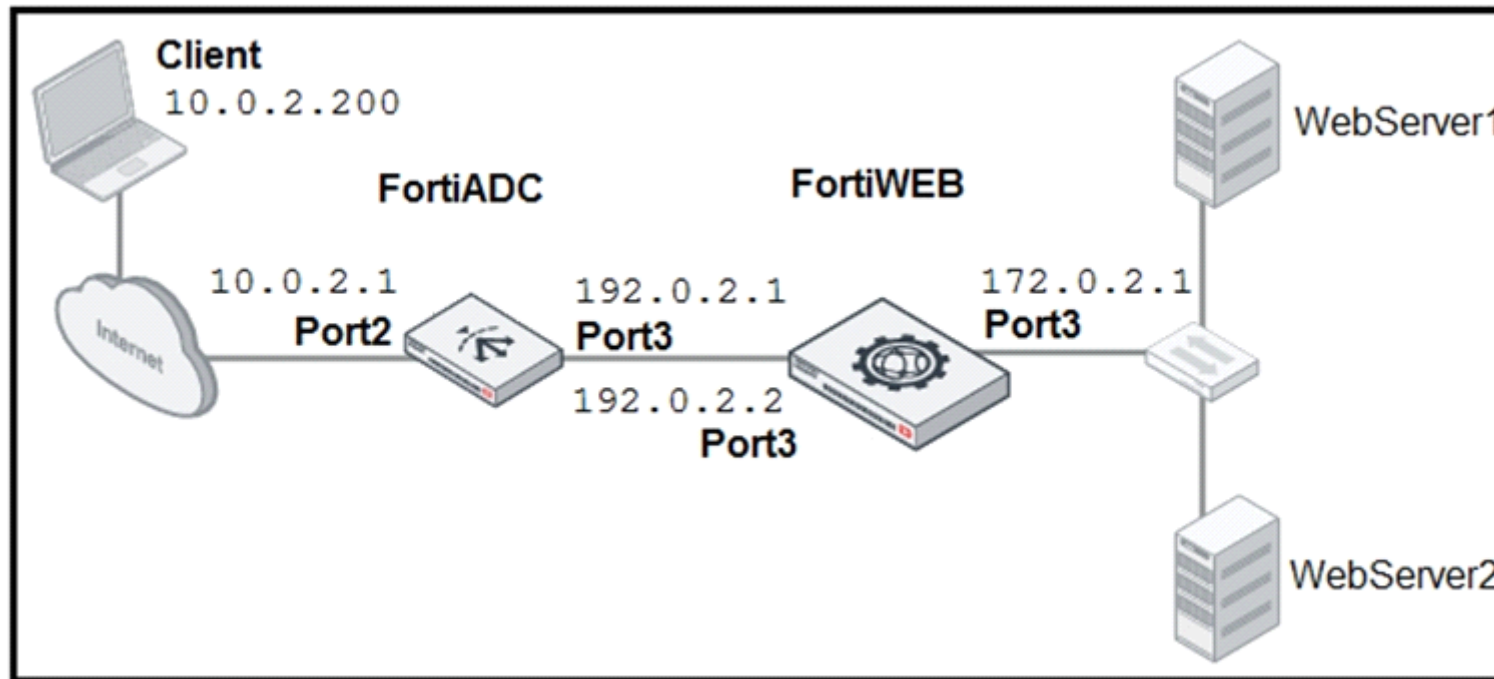 Client
10.0.2.200
WebServer1
FortiADC
FortiWEB
10.0.2.1
192.0.2.1
172.0.2.1
Port2
Port3
Port3
Internet
192.0.2.2
Port3
WebServer2